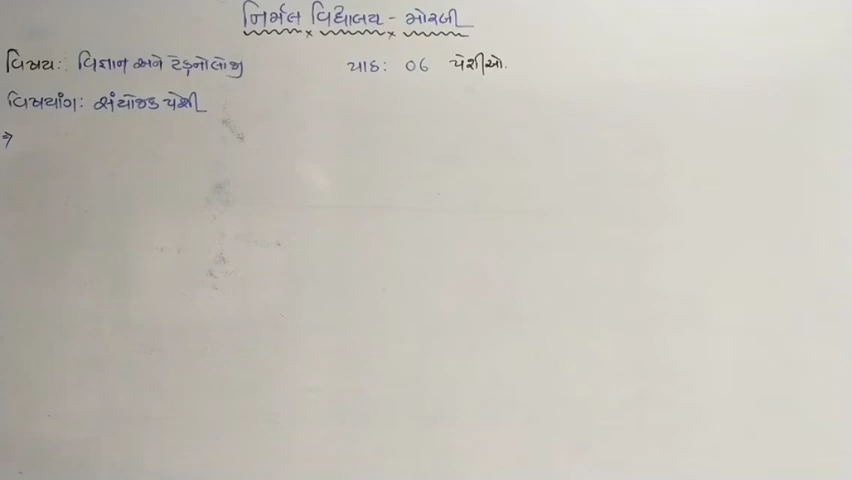 નિર્મલ વિદ્યાલય - મોરબી
વિષય: વિજ્ઞાન અને ટેક્નોલોજી પાઠ: 06 પેશીઓ.
વિષયાંગ: સંયોજક પેશી
⇒